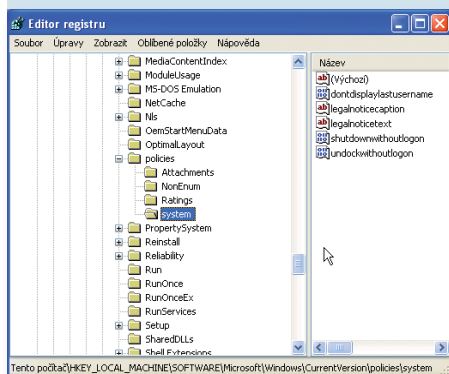 Editor registru
Soubor Úpravy Zobrazit Oblíbené položky Nápověda
MediaContentIndex
ModuleUsage
MS-DOS Emulation
NetCache
Nls
OemStartMenuData
OptimalLayout
policies
Attachments
NonEnum
Ratings
system
PropertySystem
Reinstall
Reliability
Run
RunOnce
RunOnceEx
RunServices
Setup
SharedDLLs
Shell Extensions
Název
(Výchozí)
dontdisplaylastusername
legalnoticecaption
legalnoticetext
shutdownwithoutlogon
undockwithoutlogon
Tento počítač\HKEY_LOCAL_MACHINE\SOFTWARE\Microsoft\Windows\CurrentVersion\policies\system